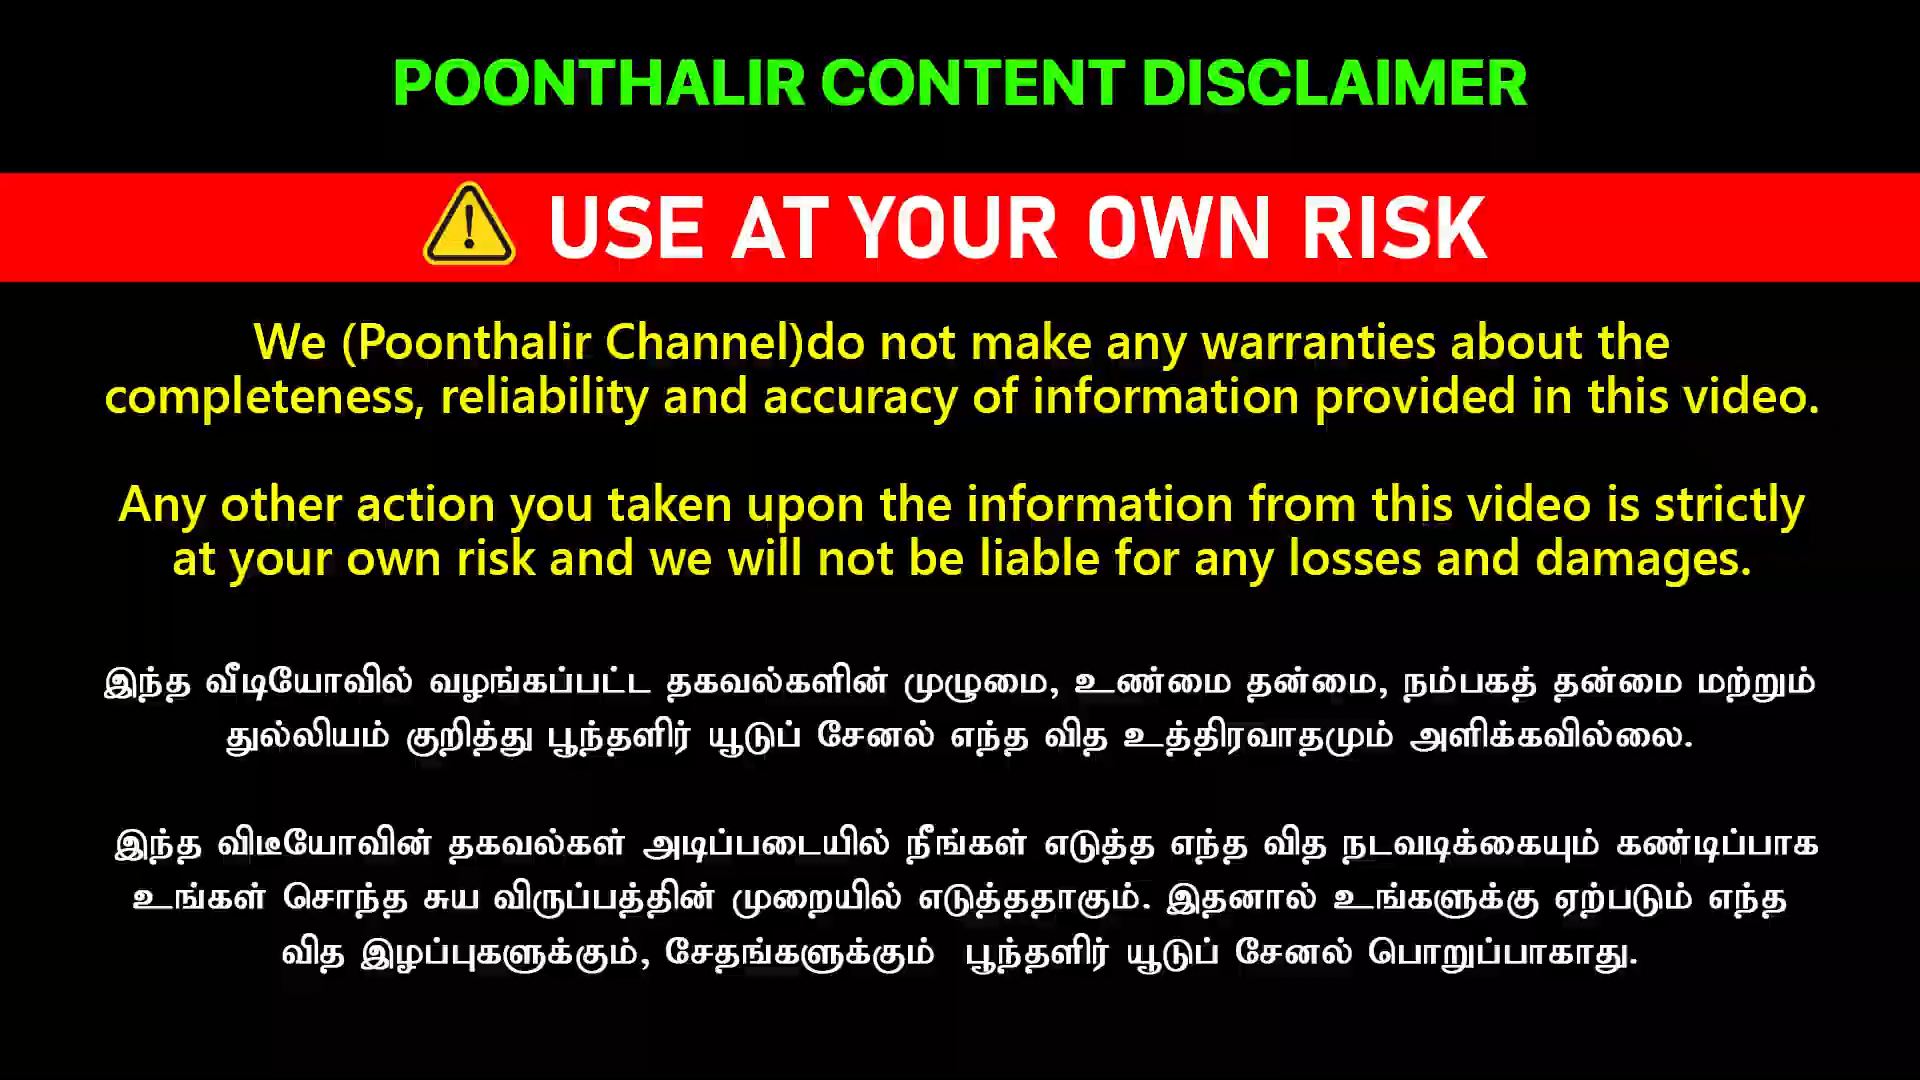 POONTHALIR CONTENT DISCLAIMER
USE AT YOUR OWN RISK
We (Poonthalir Channel)do not make any warranties about the
completeness, reliability and accuracy of information provided in this video.
Any other action you taken upon the information from this video is strictly
at your own risk and we will not be liable for any losses and damages.
இந்த வீடியோவில் வழங்கப்பட்ட தகவல்களின் முழுமை, உண்மை தன்மை, நம்பகத் தன்மை மற்றும்
துல்லியம் குறித்து பூந்தளிர் யூடுப் சேனல் எந்த வித உத்திரவாதமும் அளிக்கவில்லை.
இந்த விடீயோவின் தகவல்கள் அடிப்படையில் நீங்கள் எடுத்த எந்த வித நடவடிக்கையும் கண்டிப்பாக
உங்கள் சொந்த சுய விருப்பத்தின் முறையில் எடுத்ததாகும். இதனால் உங்களுக்கு ஏற்படும் எந்த
வித இழப்புகளுக்கும், சேதங்களுக்கும் பூந்தளிர் யூடுப் சேனல் பொறுப்பாகாது.